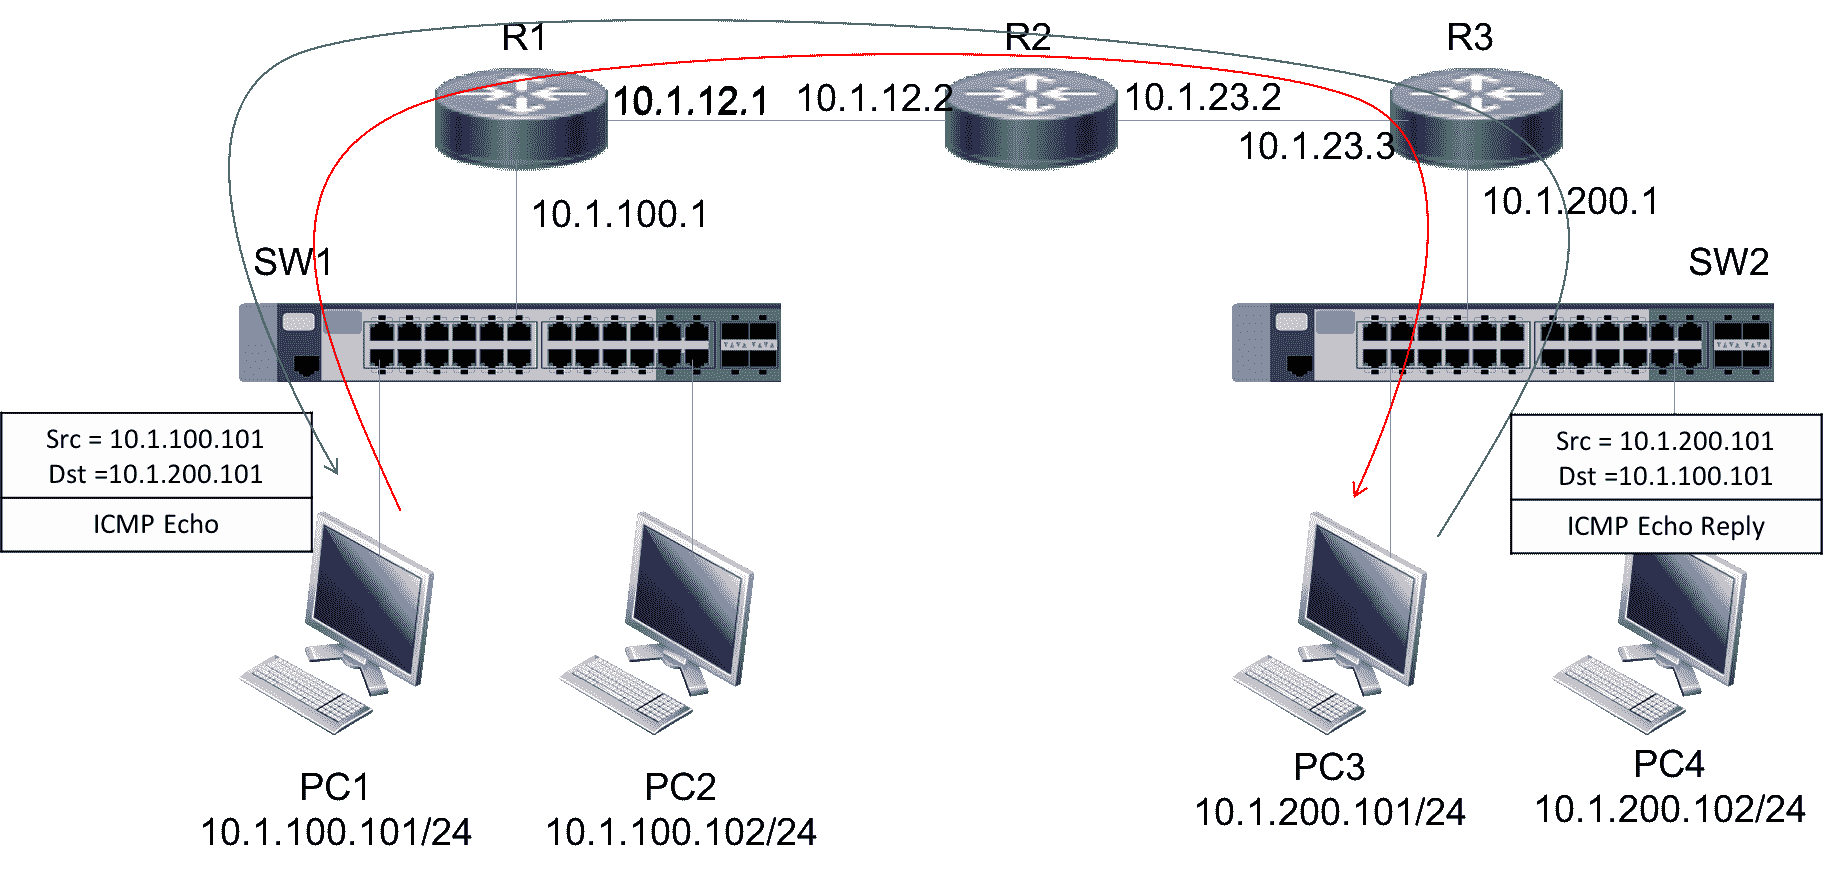 R1
R2
R3
10.1.12.1
10.1.12.2
10.1.23.2
10.1.23.3
10.1.100.1
10.1.200.1
SW1
SW2
Src = 10.1.100.101
Dst =10.1.200.101
ICMP Echo
Src = 10.1.200.101
Dst =10.1.100.101
ICMP Echo Reply
PC1
10.1.100.101/24
PC2
10.1.100.102/24
PC3
10.1.200.101/24
PC4
10.1.200.102/24